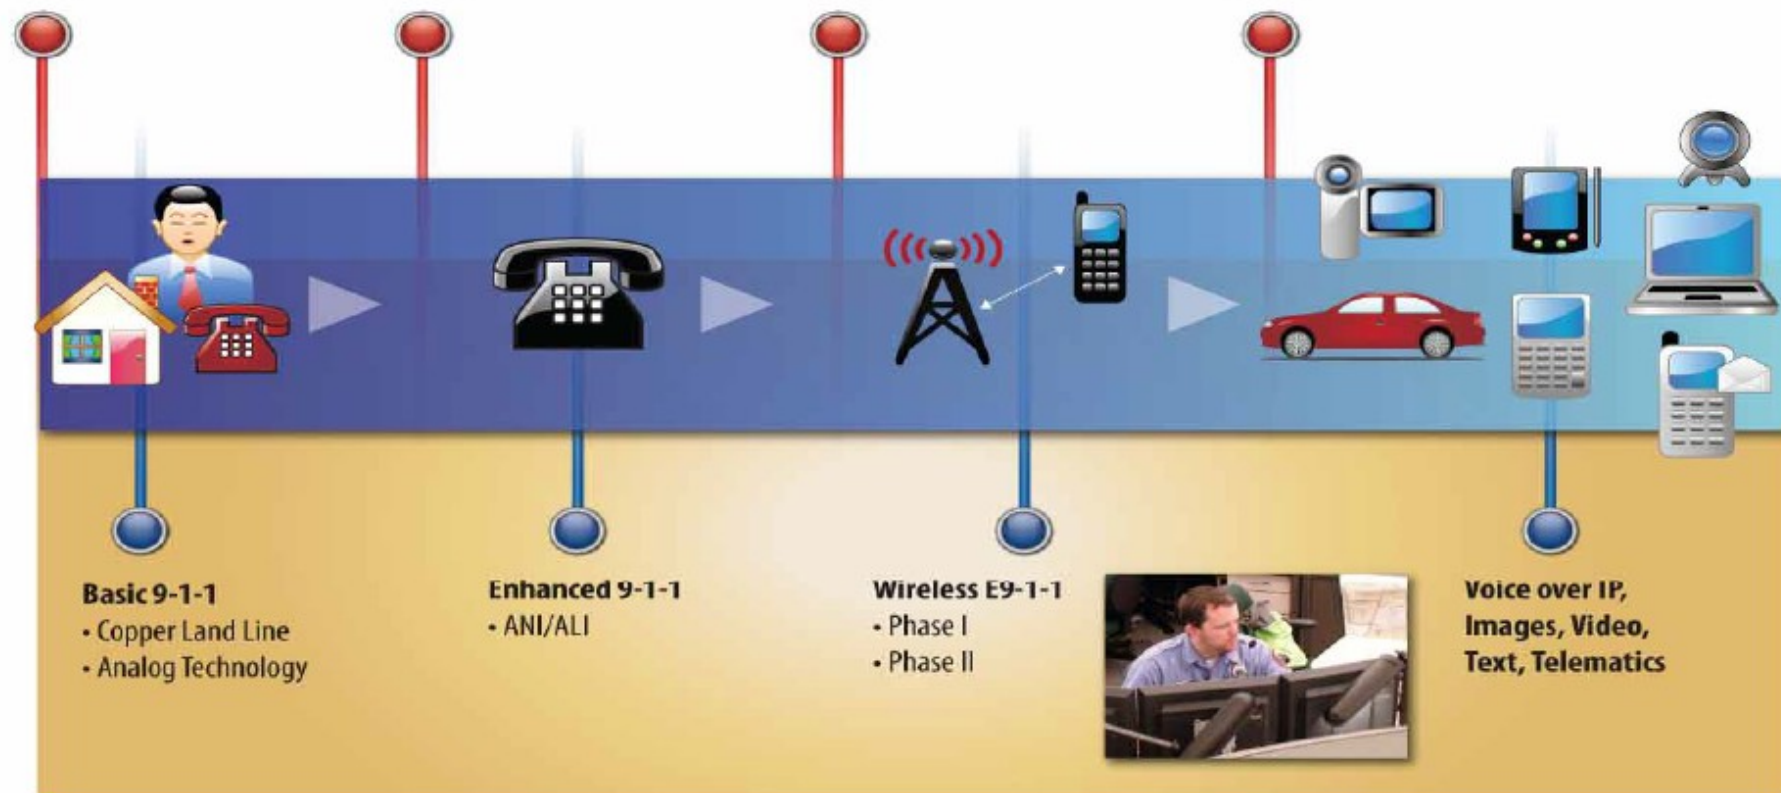 Basic 9-1-1
• Copper Land Line
• Analog Technology
Enhanced 9-1-1
• ANI/ALI
Wireless E9-1-1
• Phase I
• Phase II
Voice over IP,
Images, Video,
Text, Telematics